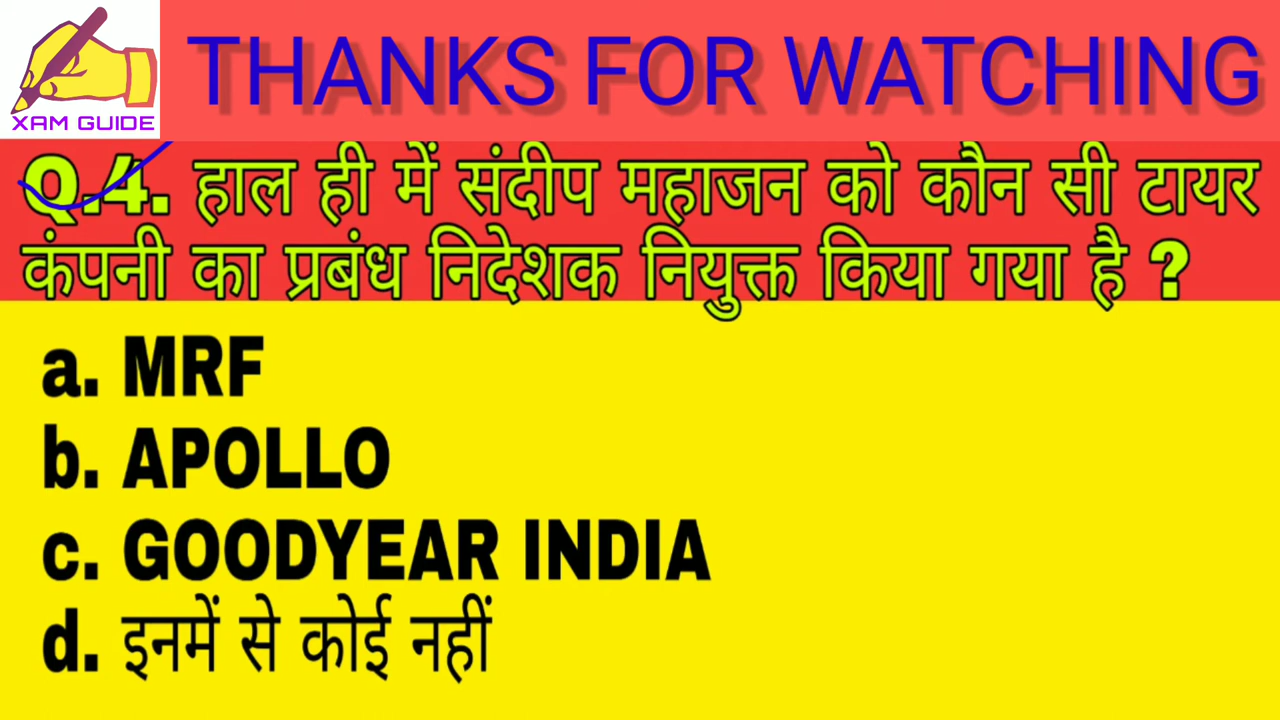 XAM GUIDE
THANKS FOR WATCHING
Q.4. हाल ही में संदीप महाजन को कौन सी टायर
कंपनी का प्रबंध निदेशक नियुक्त किया गया है ?
a. MRF
b. APOLLO
c. GOODYEAR INDIA
d. इनमें से कोई नहीं